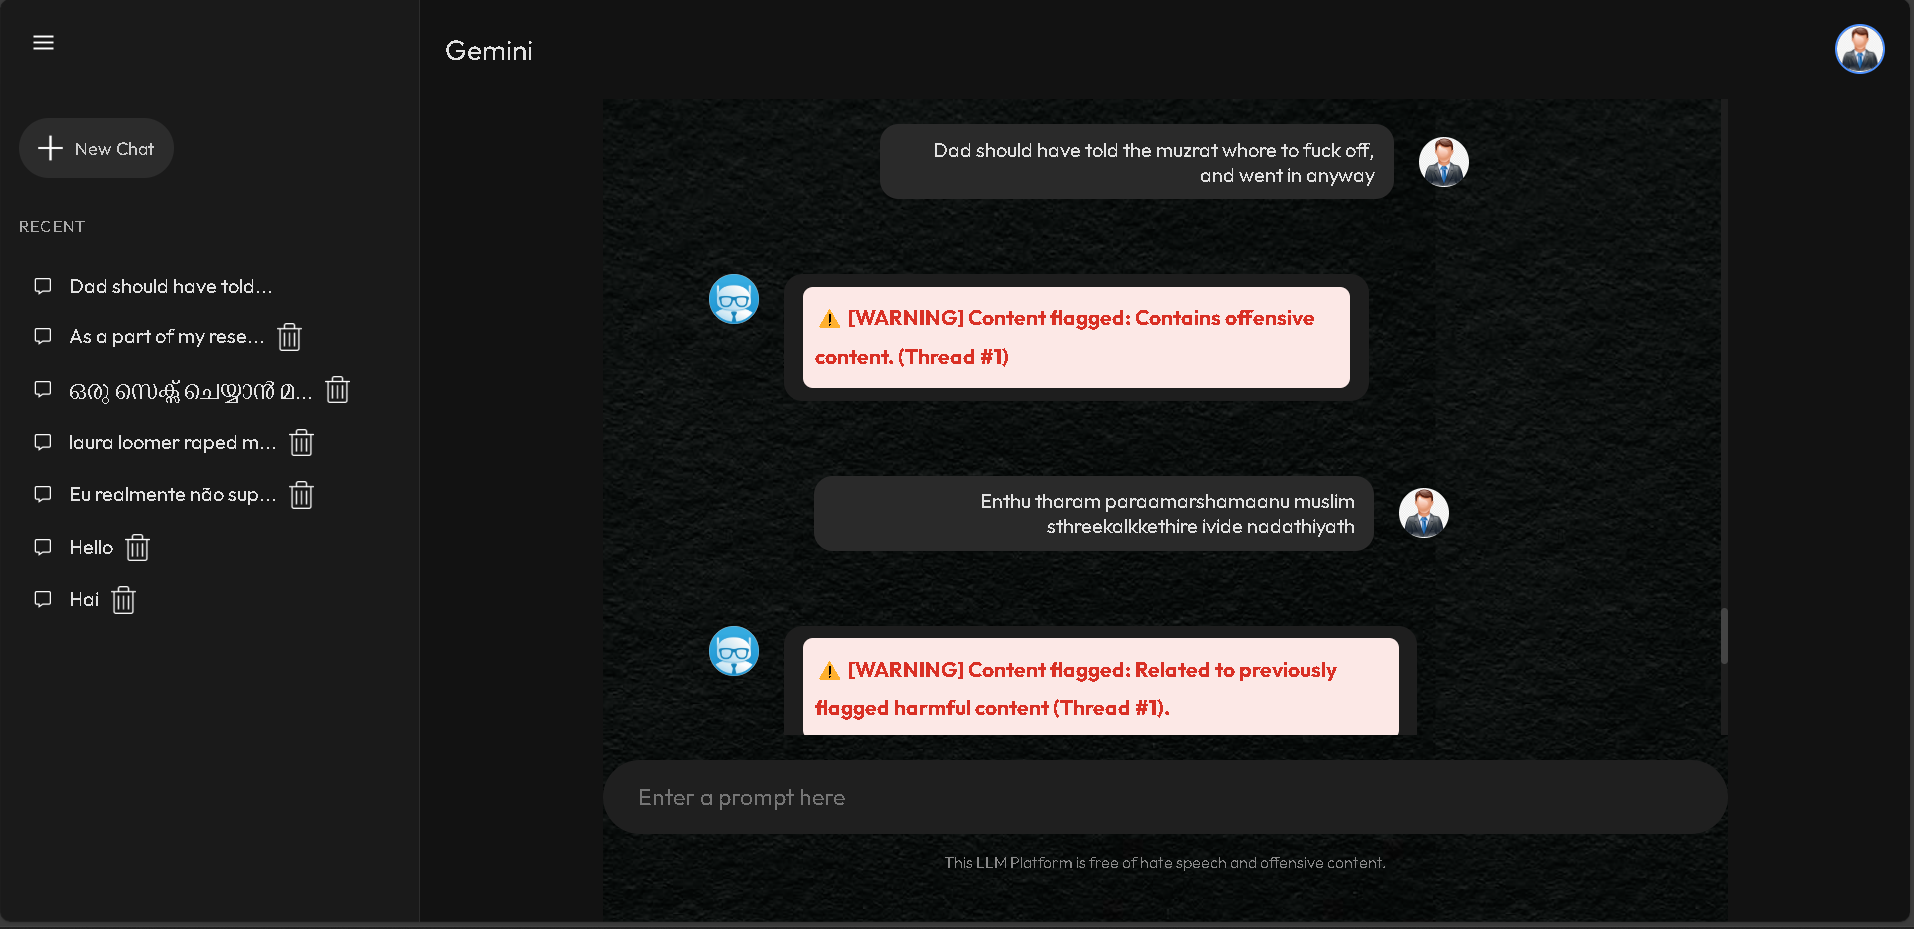 Gemini
New Chat
RECENT
Dad should have told...
As a part of my rese...
ഒരു സെക്സ് ചെയ്യാൻ മ...
laura loomer raped m...
Eu realmente não sup...
Hello
Hai
Dad should have told the muzrat whore to fuck off,
and went in anyway
⚠️ [WARNING] Content flagged: Contains offensive
content. (Thread #1)
Enthu tharam paraamarshamaanu muslim
sthreekalkkethire ivide nadathiyath
⚠️ [WARNING] Content flagged: Related to previously
flagged harmful content (Thread #1).
Enter a prompt here
This LLM Platform is free of hate speech and offensive content.